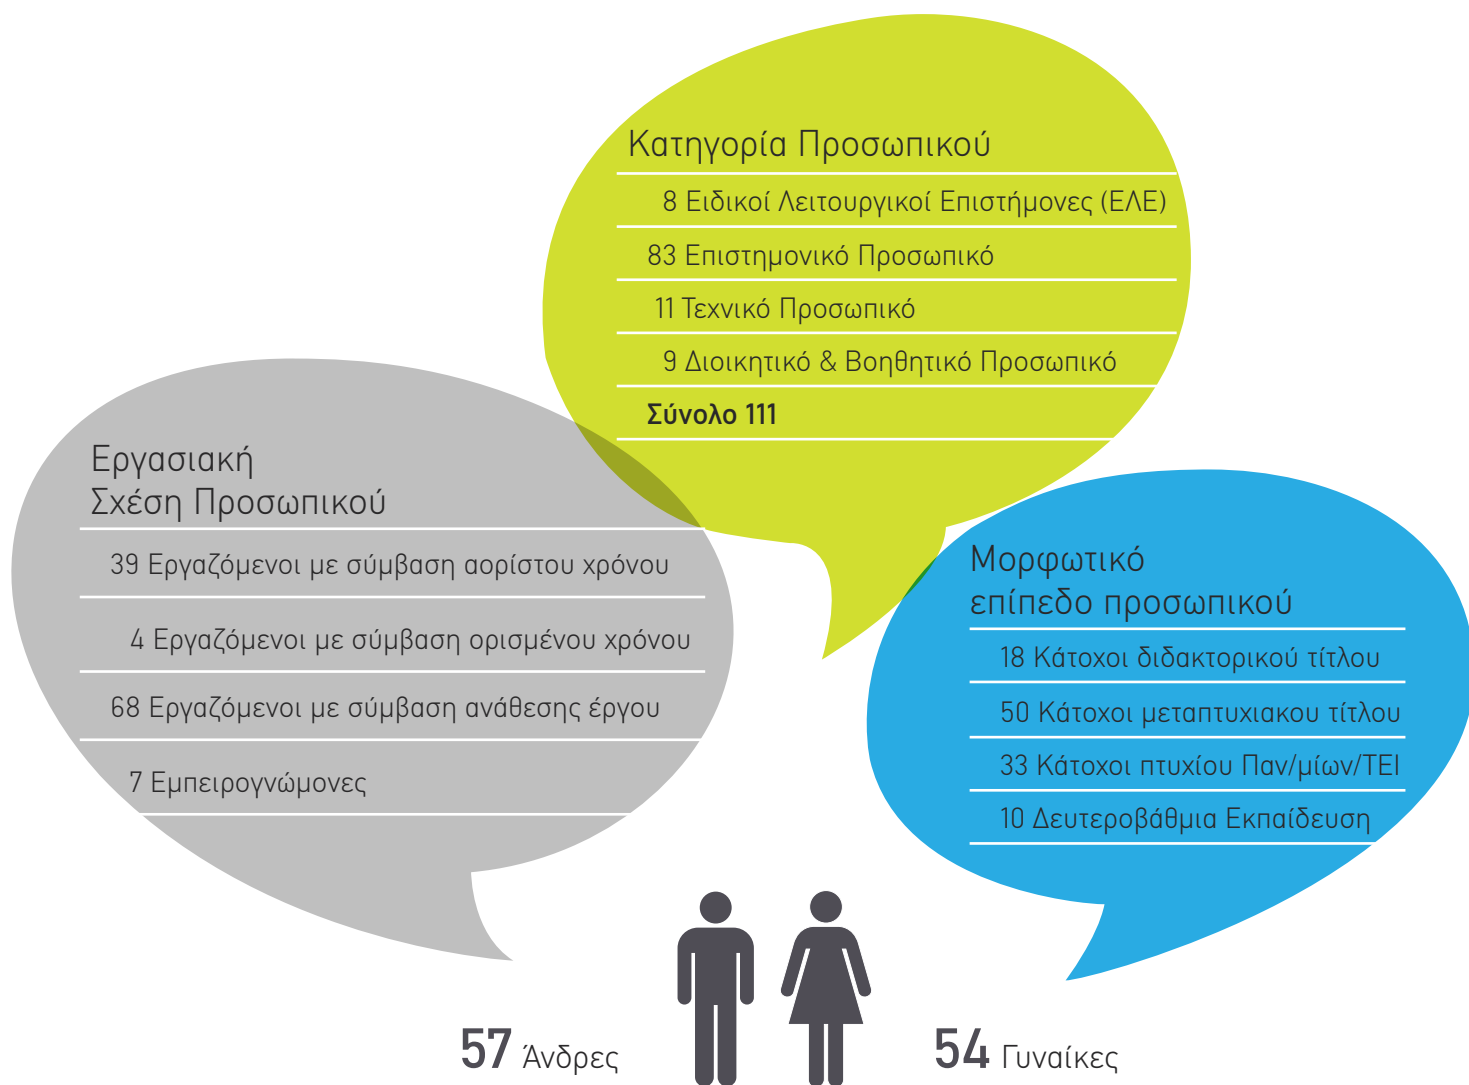 Κατηγορία Προσωπικού
8 Ειδικοί Λειτουργικοί Επιστήμονες (ΕΛΕ)
83 Επιστημονικό Προσωπικό
11 Τεχνικό Προσωπικό
9 Διοικητικό & Βοηθητικό Προσωπικό
Σύνολο 111
Εργασιακή
Σχέση Προσωπικού
39 Εργαζόμενοι με σύμβαση αορίστου χρόνου
4 Εργαζόμενοι με σύμβαση ορισμένου χρόνου
68 Εργαζόμενοι με σύμβαση ανάθεσης έργου
7 Εμπειρογνώμονες
Μορφωτικό
επίπεδο προσωπικού
18 Κάτοχοι διδακτορικού τίτλου
50 Κάτοχοι μεταπτυχιακου τίτλου
33 Κάτοχοι πτυχίου Παν/μίων/ΤΕΙ
10 Δευτεροβάθμια Εκπαίδευση
57 Άνδρες
54 Γυναίκες